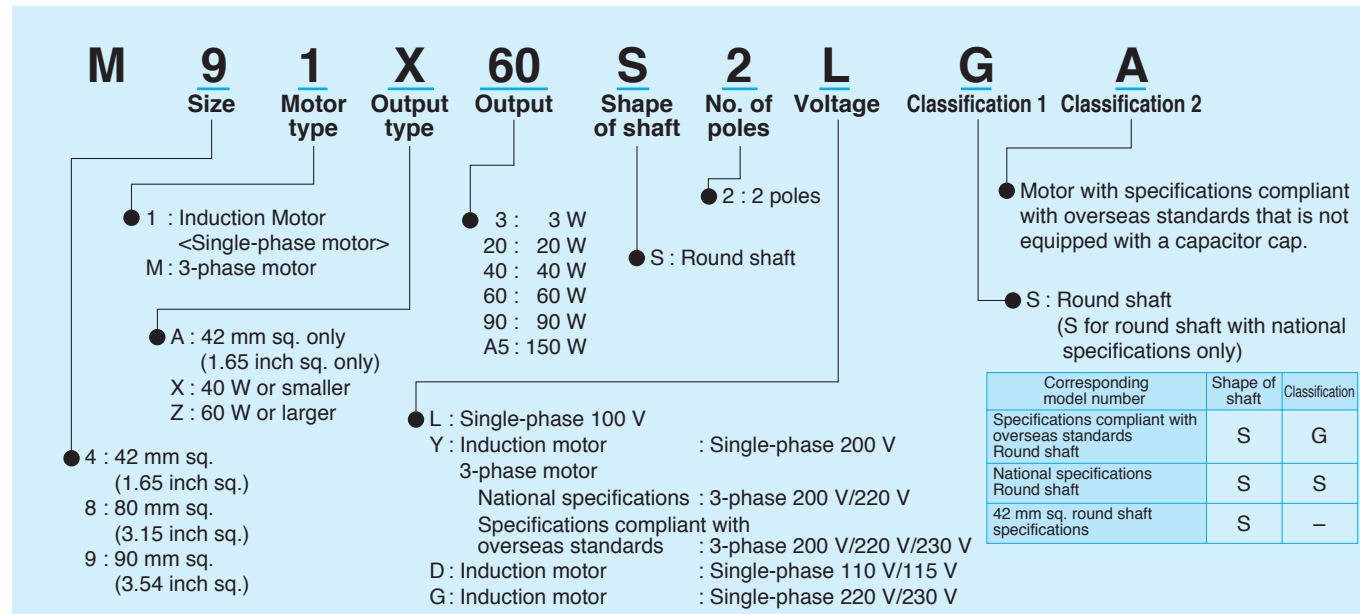 M 9 1 X 60 S 2 L G A
Size
Motor type
Output type
Output
Shape of shaft
No. of poles
Voltage
Classification 1
Classification 2
4 : 42 mm sq.
(1.65 inch sq.)
8 : 80 mm sq.
(3.15 inch sq.)
9 : 90 mm sq.
(3.54 inch sq.)
1 : Induction Motor
<Single-phase motor>
M : 3-phase motor
A : 42 mm sq. only
(1.65 inch sq. only)
X : 40 W or smaller
Z : 60 W or larger
3 : 3 W
20 : 20 W
40 : 40 W
60 : 60 W
90 : 90 W
A5 : 150 W
S : Round shaft
2 : 2 poles
L : Single-phase 100 V
Y : Induction motor : Single-phase 200 V
3-phase motor
National specifications : 3-phase 200 V/220 V
Specifications compliant with
overseas standards : 3-phase 200 V/220 V/230 V
D : Induction motor : Single-phase 110 V/115 V
G : Induction motor : Single-phase 220 V/230 V
Motor with specifications compliant
with overseas standards that is not
equipped with a capacitor cap.
S : Round shaft
(S for round shaft with national
specifications only)
Corresponding model number Shape of shaft Classification
Specifications compliant with
overseas standards
Round shaft S G
National specifications
Round shaft S S
42 mm sq. round shaft
specifications S –